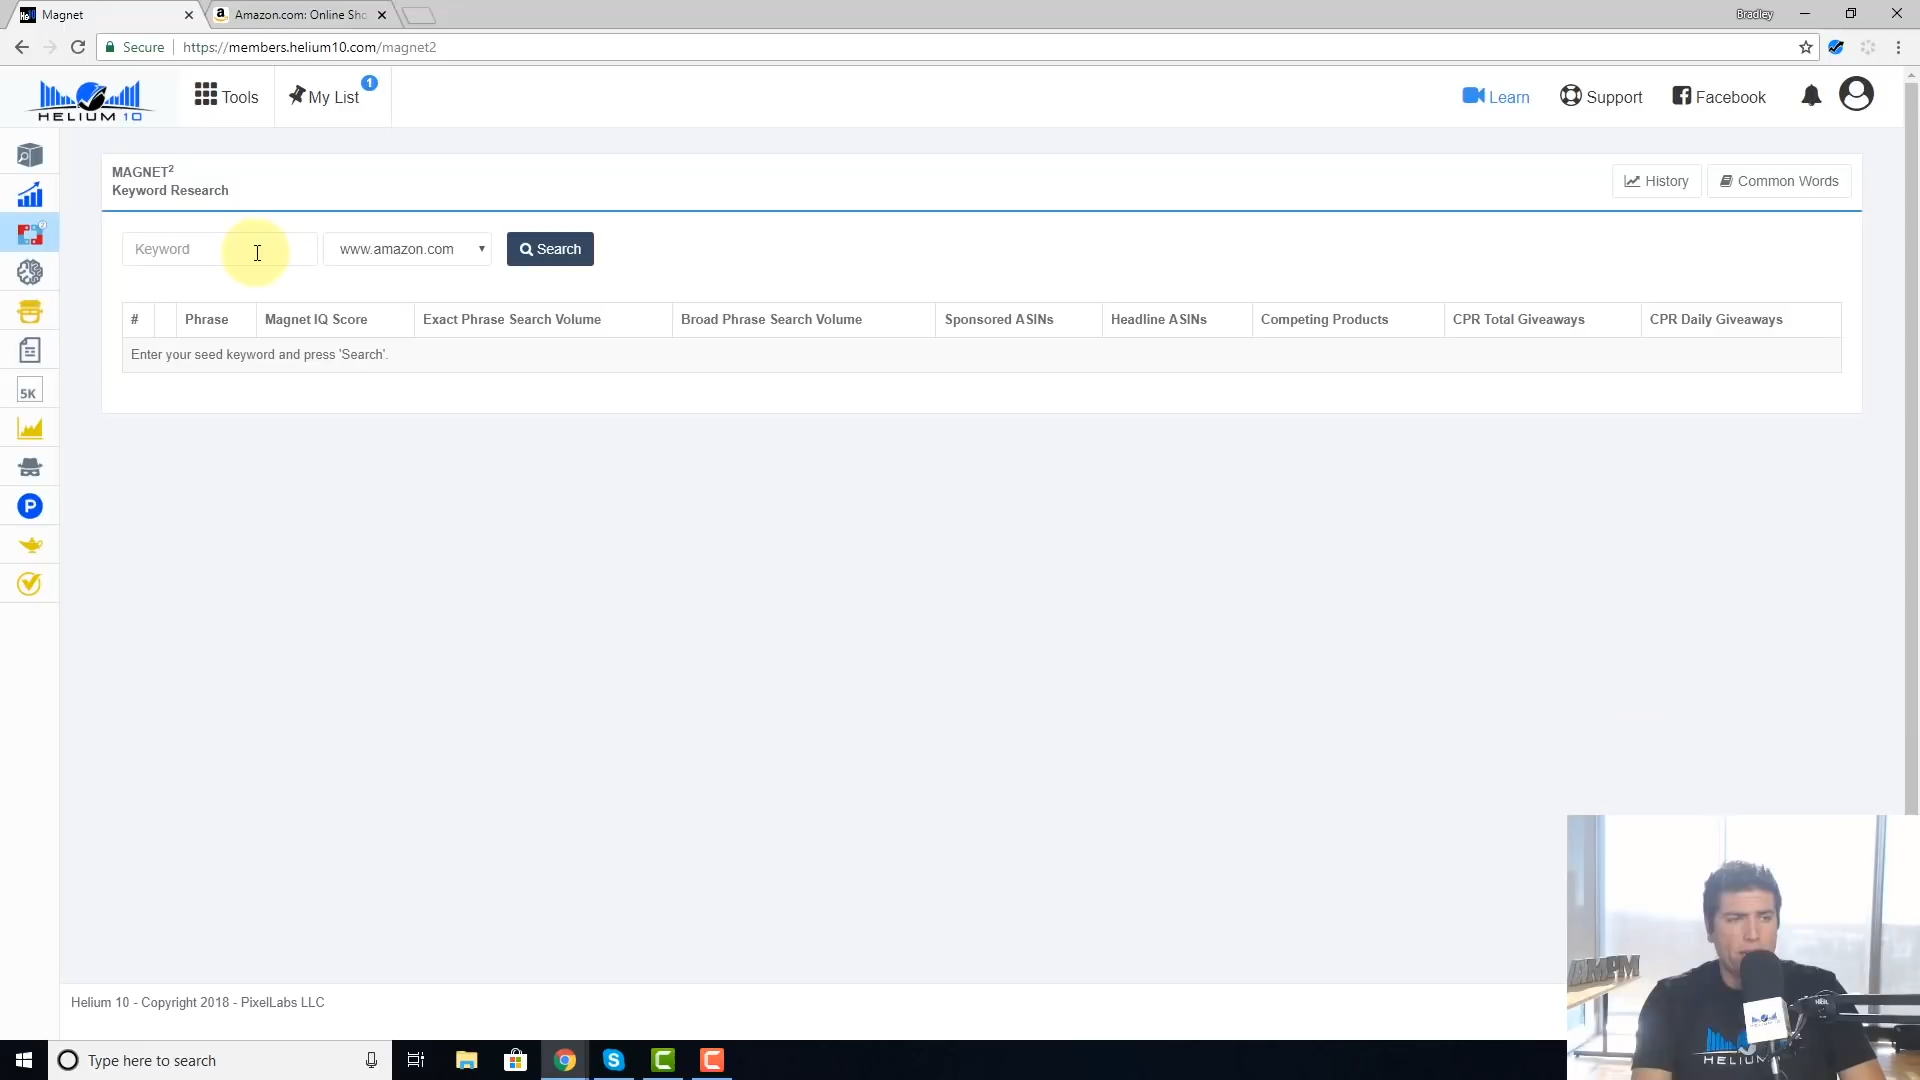 Magnet
Amazon.com: Online Sho
Bradley
Secure
https://members.helium10.com/magnet2
HELIUM 10
Tools
My List
1
Learn
Support
Facebook
MAGNET²
Keyword Research
History
Common Words
Keyword
www.amazon.com
Search
#
Phrase
Magnet IQ Score
Exact Phrase Search Volume
Broad Phrase Search Volume
Sponsored ASINs
Headline ASINs
Competing Products
CPR Total Giveaways
CPR Daily Giveaways
Enter your seed keyword and press 'Search'.
5K
P
AMPM
HELIUM
Helium 10 - Copyright 2018 - PixelLabs LLC
Type here to search